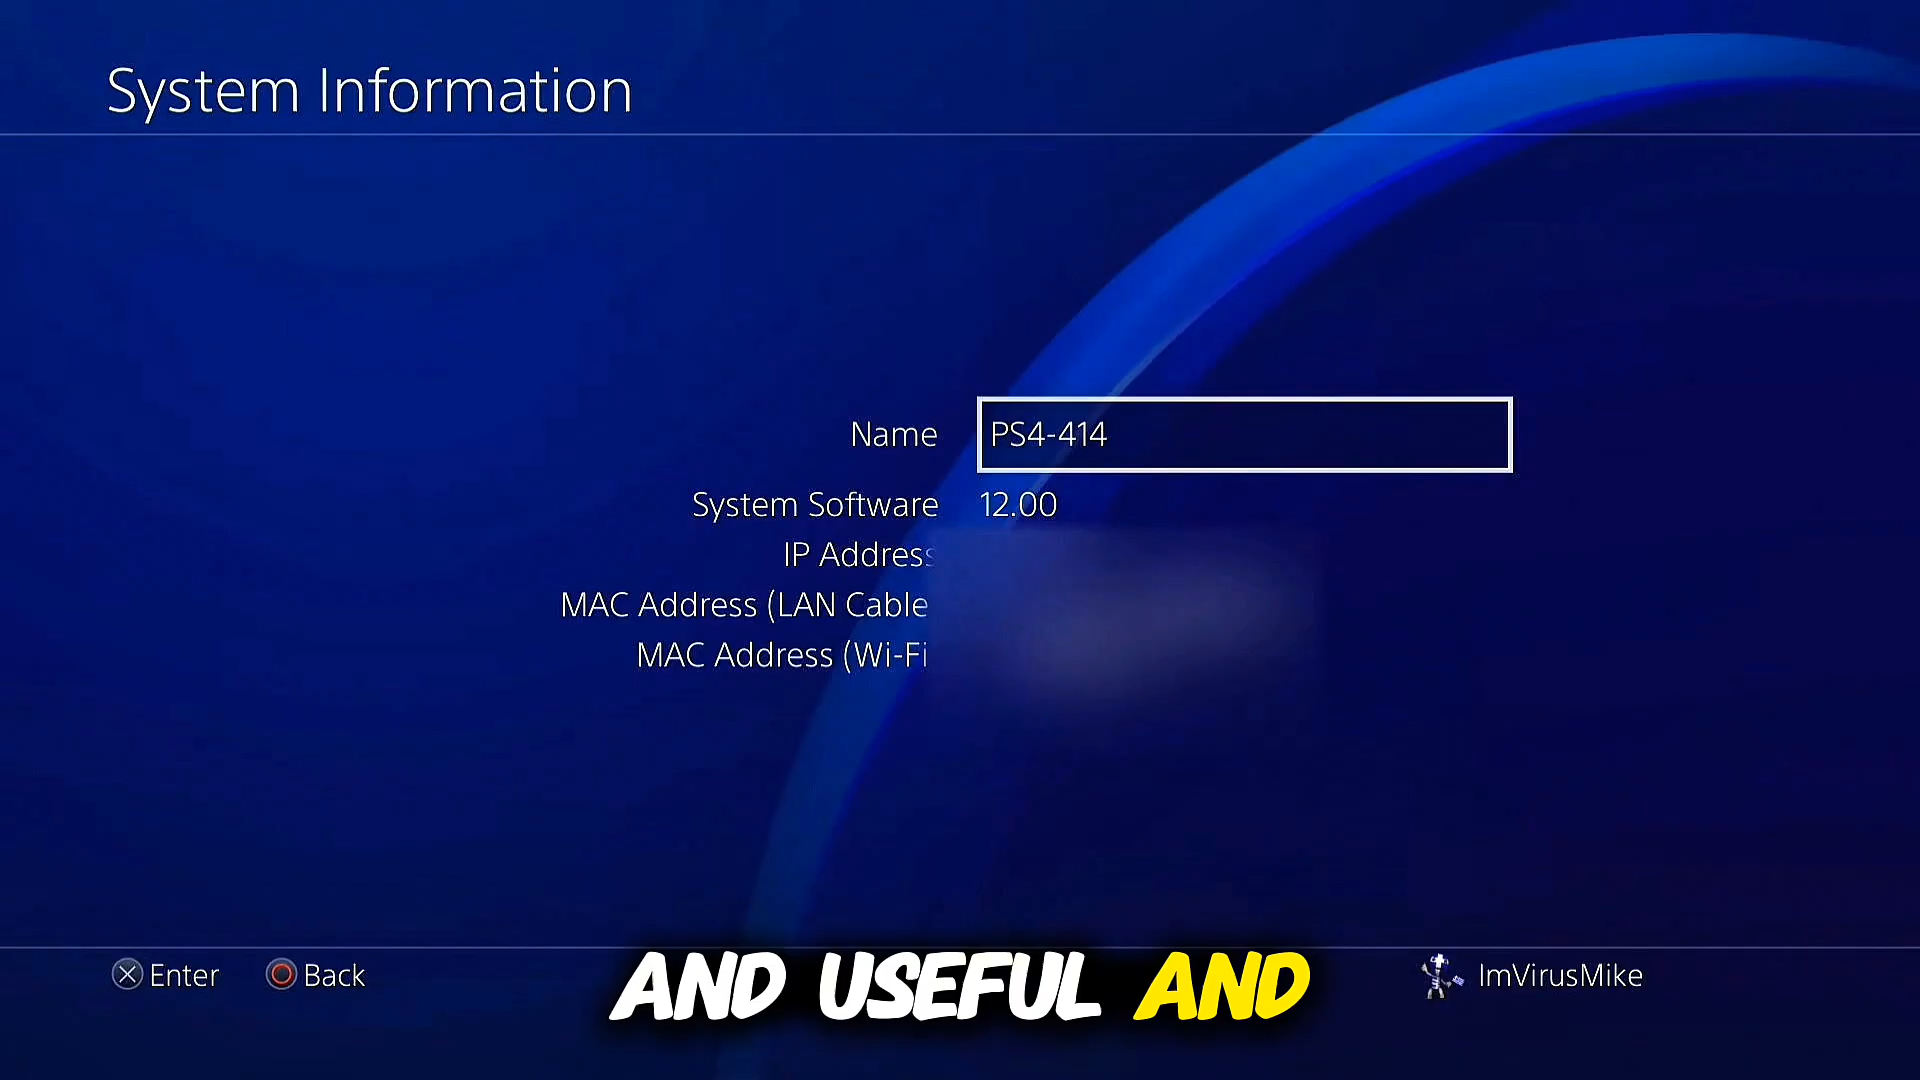 System Information
Name PS4-414
System Software 12.00
IP Address
MAC Address (LAN Cable
MAC Address (Wi-Fi
Enter Back ImVirusMike
AND USEFUL AND